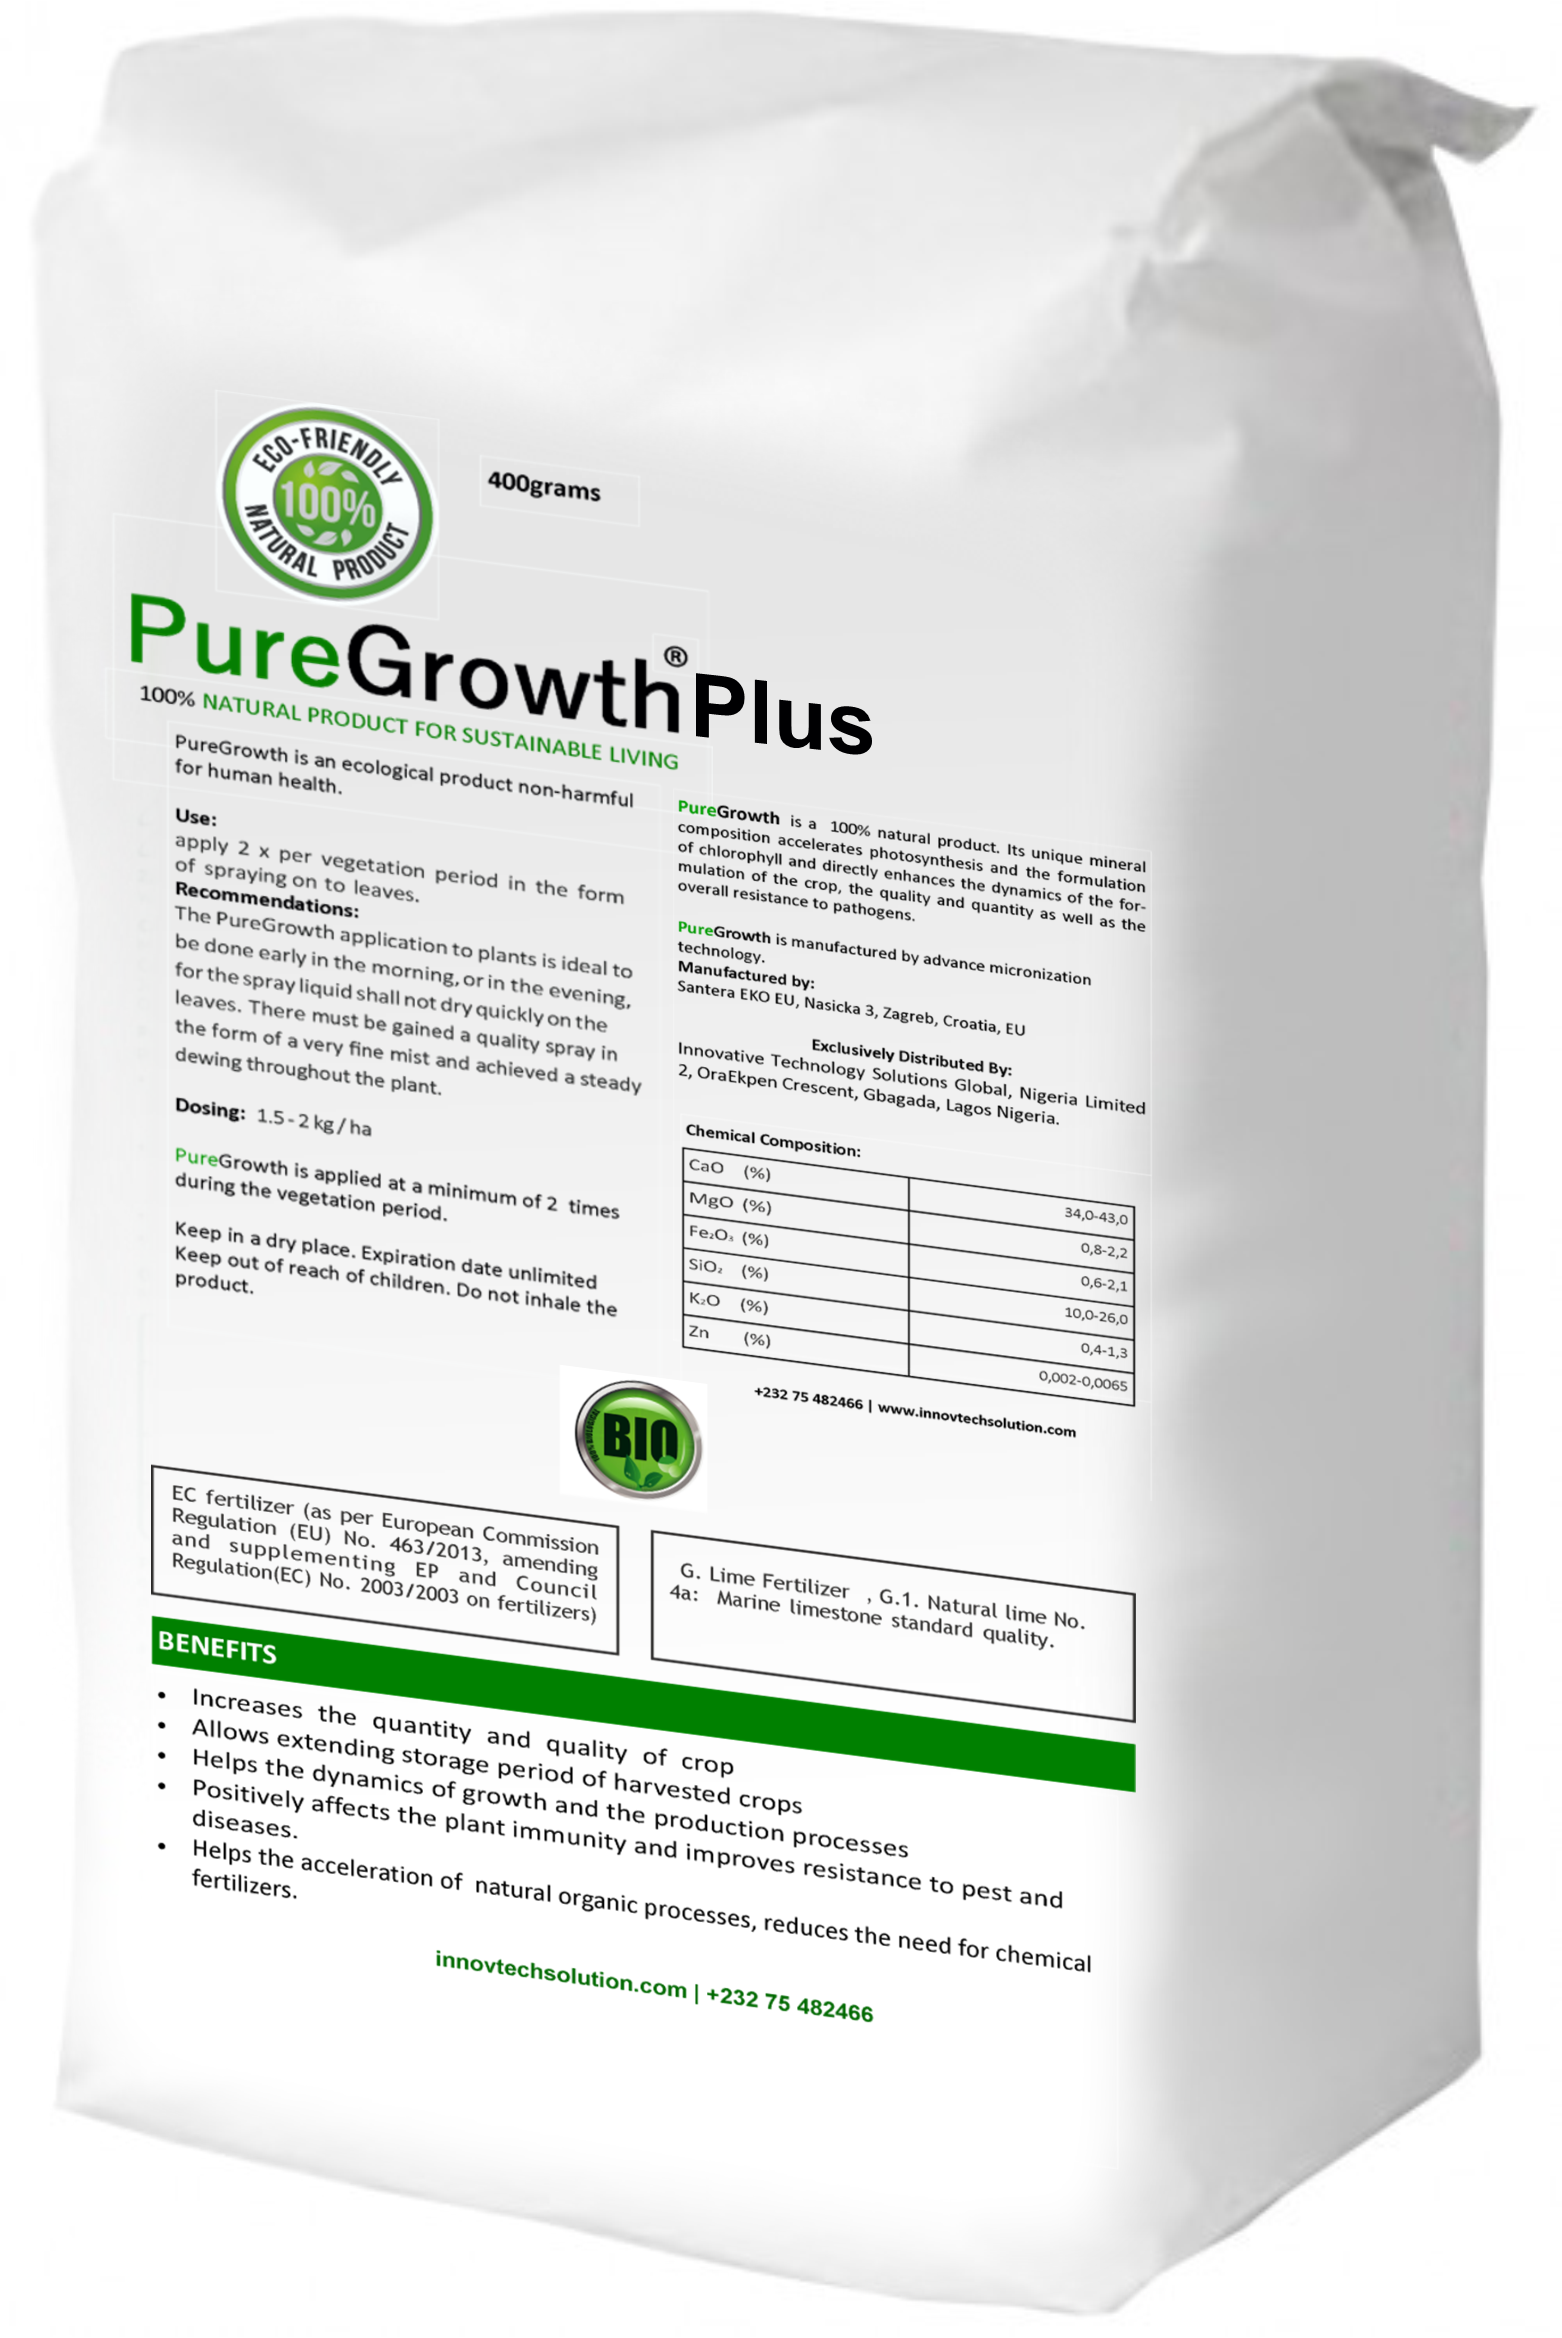 ECO-FRIENDLY
100%
NATURAL PRODUCT
400grams
PureGrowth®Plus
100% NATURAL PRODUCT FOR SUSTAINABLE LIVING
PureGrowth is an ecological product non-harmful
for human health.
Use:
apply 2 x per vegetation period in the form
of spraying on to leaves.
Recommendations:
The PureGrowth application to plants is ideal to
be done early in the morning, or in the evening,
for the spray liquid shall not dry quickly on the
leaves. There must be gained a quality spray in
the form of a very fine mist and achieved a steady
dewing throughout the plant.
Dosing: 1.5 - 2 kg / ha
PureGrowth is applied at a minimum of 2 times
during the vegetation period.
Keep in a dry place. Expiration date unlimited
Keep out of reach of children. Do not inhale the
product.
PureGrowth is a 100% natural product. Its unique mineral
composition accelerates photosynthesis and the formulation
of chlorophyll and directly enhances the dynamics of the for-
mulation of the crop, the quality and quantity as well as the
overall resistance to pathogens.
PureGrowth is manufactured by advance micronization
technology.
Manufactured by:
Santera EKO EU, Nasicka 3, Zagreb, Croatia, EU
Exclusively Distributed By:
Innovative Technology Solutions Global, Nigeria Limited
2, OraEkpen Crescent, Gbagada, Lagos Nigeria.
Chemical Composition:
CaO (%) 34,0-43,0
MgO (%) 0,8-2,2
Fe₂O₃ (%) 0,6-2,1
SiO₂ (%) 10,0-26,0
K₂O (%) 0,4-1,3
Zn (%) 0,002-0,0065
+232 75 482466 | www.innovtechsolution.com
100% BIOLOGICAL
BIO
EC fertilizer (as per European Commission
Regulation (EU) No. 463/2013, amending
and supplementing EP and Council
Regulation(EC) No. 2003/2003 on fertilizers)
G. Lime Fertilizer , G.1. Natural lime No.
4a: Marine limestone standard quality.
BENEFITS
• Increases the quantity and quality of crop
• Allows extending storage period of harvested crops
• Helps the dynamics of growth and the production processes
• Positively affects the plant immunity and improves resistance to pest and
diseases.
• Helps the acceleration of natural organic processes, reduces the need for chemical
fertilizers.
innovtechsolution.com | +232 75 482466